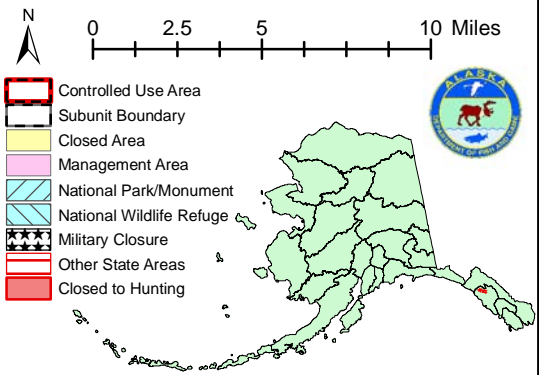 N
0 2.5 5 10 Miles
Controlled Use Area
Subunit Boundary
Closed Area
Management Area
National Park/Monument
National Wildlife Refuge
Military Closure
Other State Areas
Closed to Hunting
ALASKA
DEPARTMENT OF FISH AND GAME